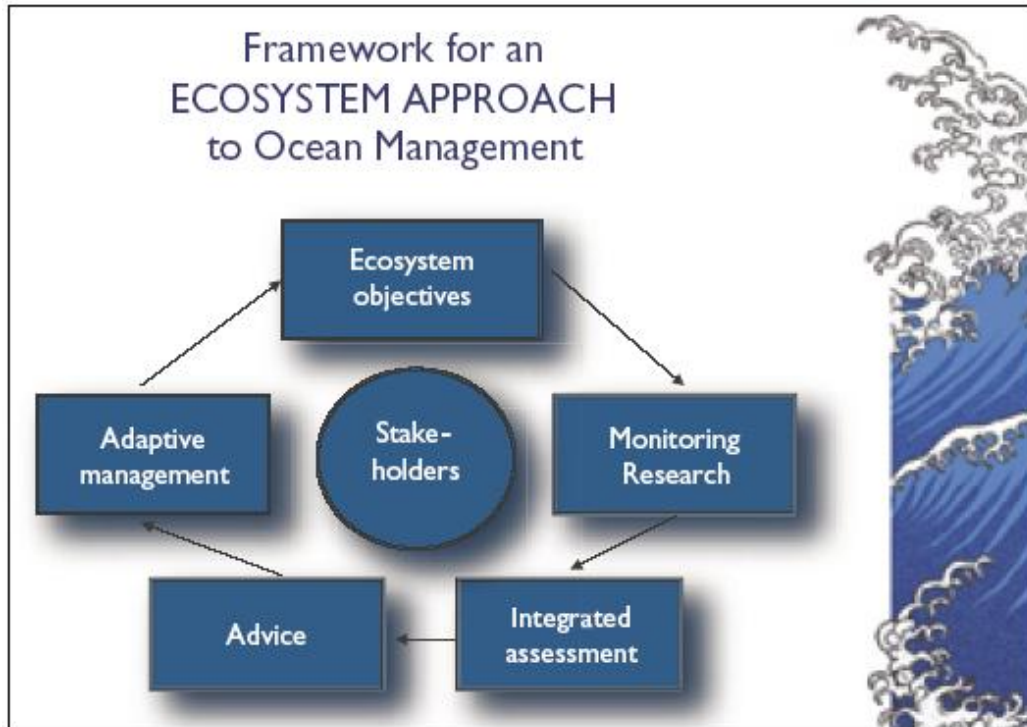 Framework for an
ECOSYSTEM APPROACH
to Ocean Management
Ecosystem
objectives
Adaptive
management
Stake-
holders
Monitoring
Research
Advice
Integrated
assessment